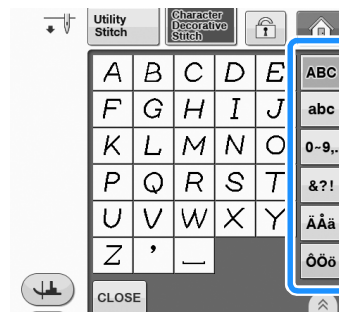 Utility
Stitch
Character
Decorative
Stitch
A B C D E
F G H I J
K L M N O
P Q R S T
U V W X Y
Z ' _
CLOSE
ABC
abc
0~9,.
&?!
ÄÅä
ÔÖö